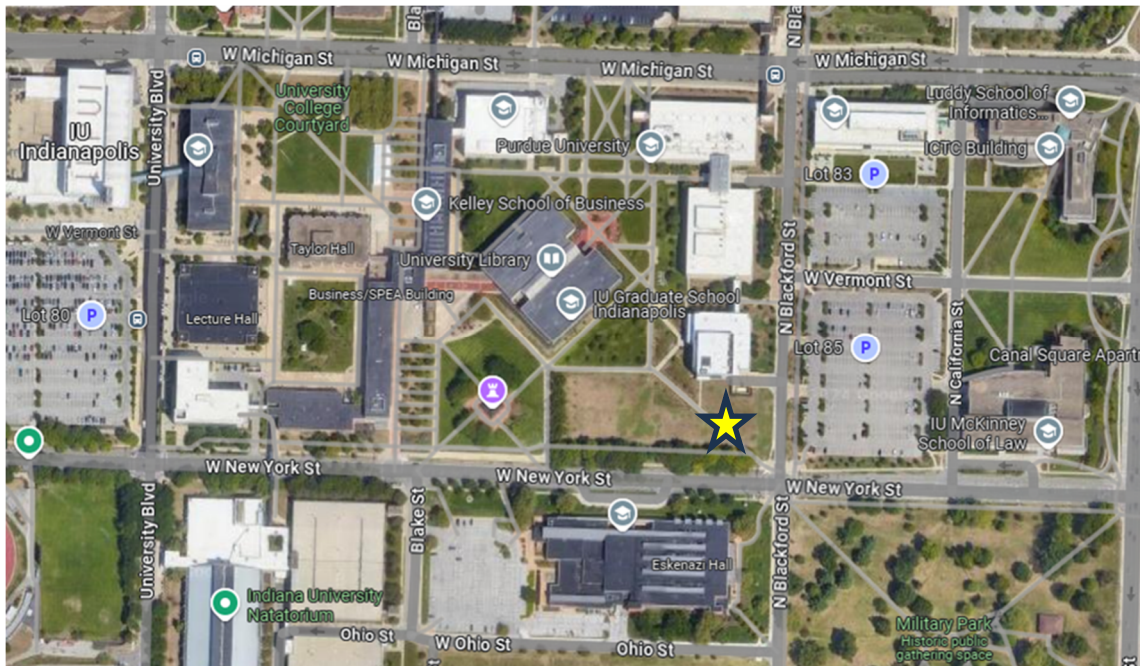 Bla
N Bla
W Michigan St
W Michigan St
W Michigan St
W Michigan St
University
College
Courtyard
Luddy School of
Informatics...
IU
Indianapolis
University Blvd
Purdue University
ICTC Building
Lot 83
P
Kelley School of Business
W Vermont St
Taylor Hall
University Library
N Blackford St
W Vermont St
Business/SPEA Building
IU Graduate School
Indianapolis
Lot 80
P
Lecture Hall
Lot 85
P
N California St
Canal Square Apartm
IU McKinney
School of Law
W New York St
W New York St
W New York St
University Blvd
Blake St
N Blackford St
Eskenazi Hall
Indiana University
Natatorium
Military Park
Historic public
gathering space
Ohio St
W Ohio St
Ohio St